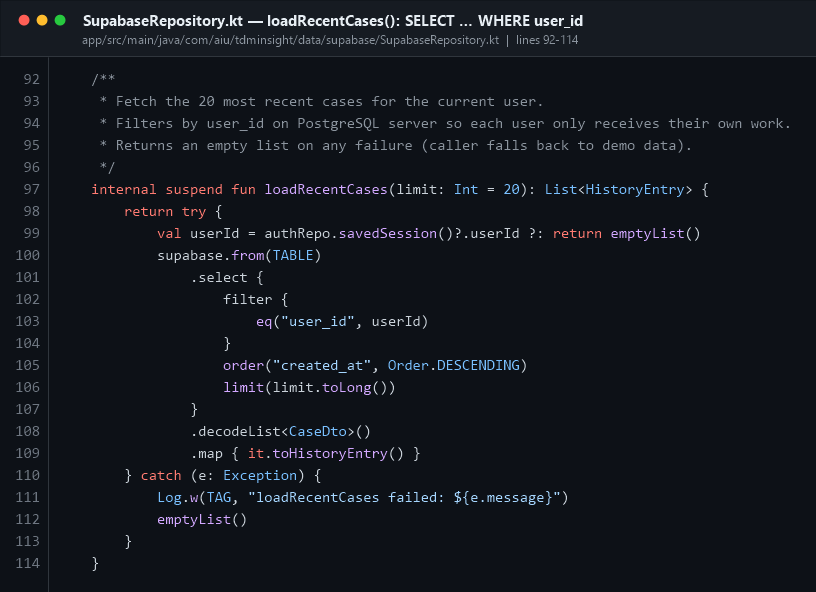 SupabaseRepository.kt — loadRecentCases(): SELECT … WHERE user_id
app/src/main/java/com/aiu/tdminsight/data/supabase/SupabaseRepository.kt | lines 92-114
92 /**
93  * Fetch the 20 most recent cases for the current user.
94  * Filters by user_id on PostgreSQL server so each user only receives their own work.
95  * Returns an empty list on any failure (caller falls back to demo data).
96  */
97 internal suspend fun loadRecentCases(limit: Int = 20): List<HistoryEntry> {
98     return try {
99         val userId = authRepo.savedSession()?.userId ?: return emptyList()
100         supabase.from(TABLE)
101             .select {
102                 filter {
103                     eq("user_id", userId)
104                 }
105                 order("created_at", Order.DESCENDING)
106                 limit(limit.toLong())
107             }
108             .decodeList<CaseDto>()
109             .map { it.toHistoryEntry() }
110     } catch (e: Exception) {
111         Log.w(TAG, "loadRecentCases failed: ${e.message}")
112         emptyList()
113     }
114 }